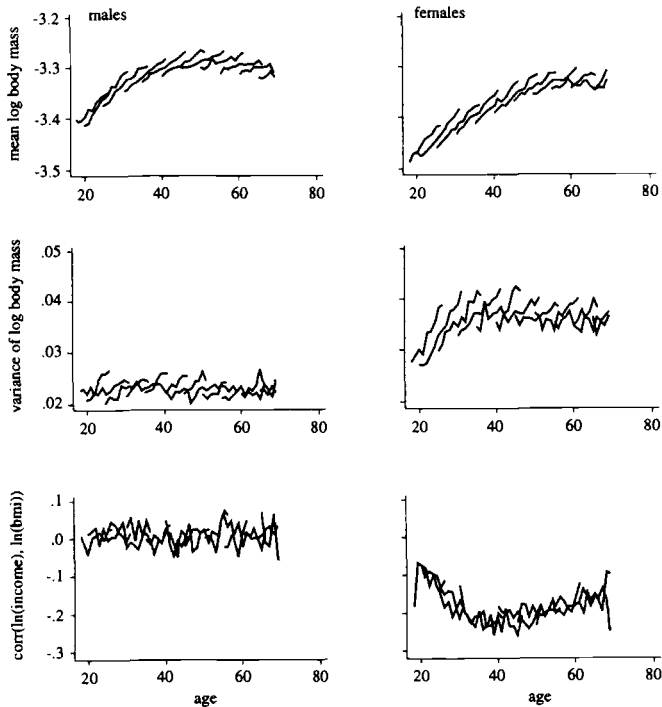 males
females
mean log body mass
-3.2
-3.3
-3.4
-3.5
20 40 60 80
20 40 60 80
variance of log body mass
.05
.04
.03
.02
20 40 60 80
20 40 60 80
corr(ln(income), ln(bmi))
.1
.0
-.1
-.2
-.3
20 40 60 80
20 40 60 80
age
age